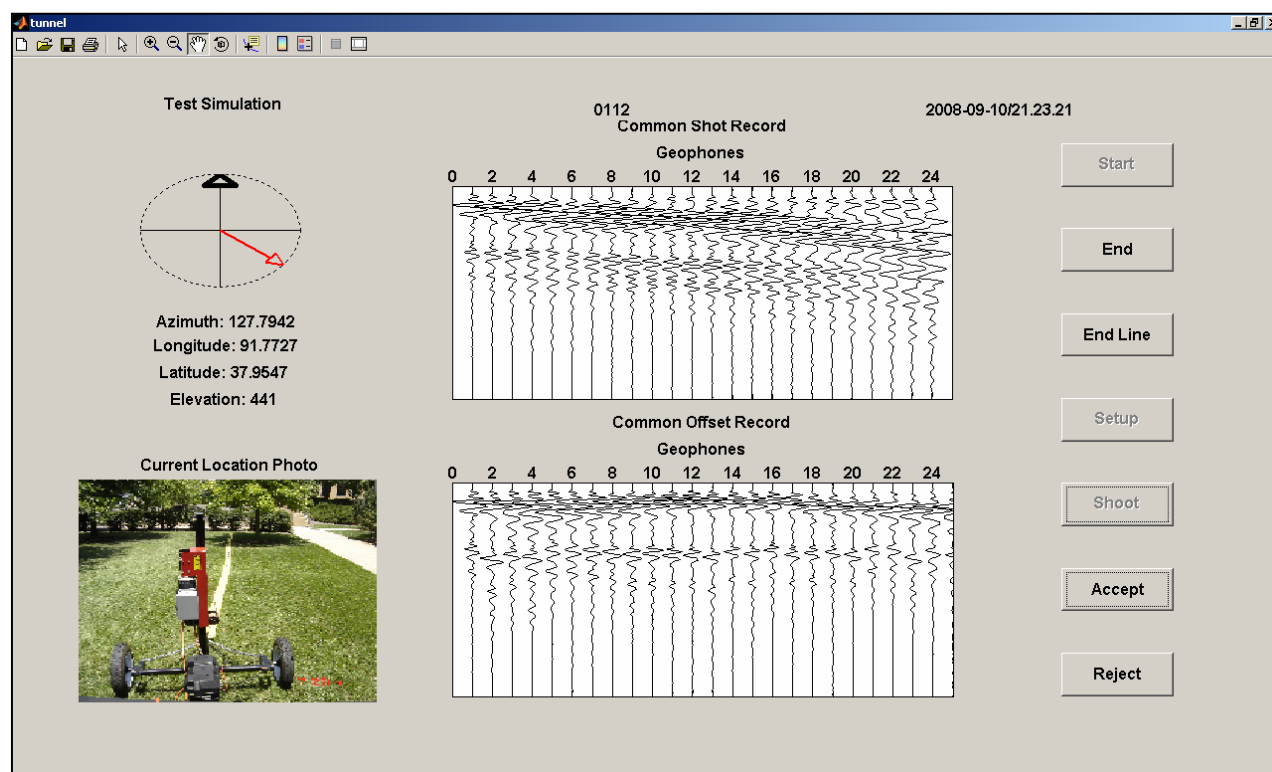 tunnel
Test Simulation
0112
2008-09-10/21.23.21
Common Shot Record
Geophones
0 2 4 6 8 10 12 14 16 18 20 22 24
Azimuth: 127.7942
Longitude: 91.7727
Latitude: 37.9547
Elevation: 441
Current Location Photo
Common Offset Record
Geophones
0 2 4 6 8 10 12 14 16 18 20 22 24
Start
End
End Line
Setup
Shoot
Accept
Reject